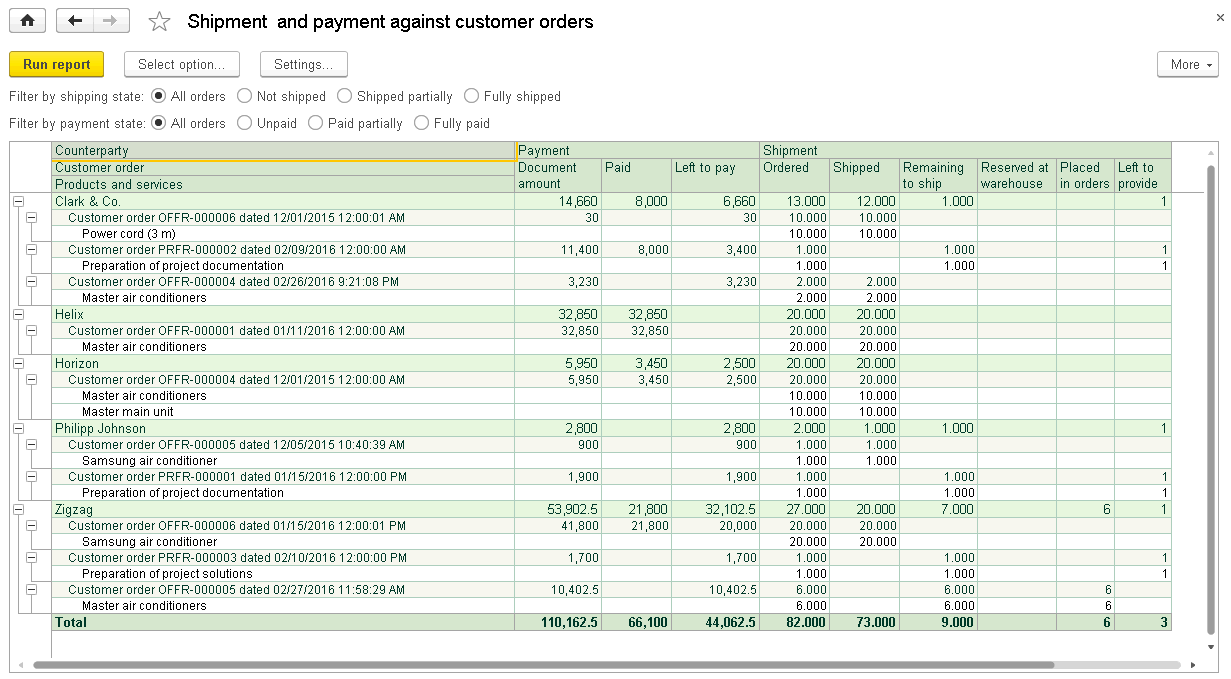 Shipment and payment against customer orders
Run report Select option... Settings... More
Filter by shipping state: All orders Not shipped Shipped partially Fully shipped
Filter by payment state: All orders Unpaid Paid partially Fully paid
Counterparty Payment Shipment
Customer order Document amount Paid Left to pay Ordered Shipped Remaining to ship Reserved at warehouse Placed in orders Left to provide
Products and services
Clark & Co. 14,660 8,000 6,660 13.000 12.000 1.000 1
Customer order OFFR-000006 dated 12/01/2015 12:00:01 AM 30 30 10.000 10.000
Power cord (3 m) 10.000 10.000
Customer order PRFR-000002 dated 02/09/2016 12:00:00 AM 11,400 8,000 3,400 1.000 1.000 1
Preparation of project documentation 1.000 1.000 1
Customer order OFFR-000004 dated 02/26/2016 9:21:08 PM 3,230 3,230 2.000 2.000
Master air conditioners 2.000 2.000
Helix 32,850 32,850 20.000 20.000
Customer order OFFR-000001 dated 01/11/2016 12:00:00 AM 32,850 32,850 20.000 20.000
Master air conditioners 20.000 20.000
Horizon 5,950 3,450 2,500 20.000 20.000
Customer order OFFR-000004 dated 12/01/2015 12:00:00 AM 5,950 3,450 2,500 20.000 20.000
Master air conditioners 10.000 10.000
Master main unit 10.000 10.000
Philipp Johnson 2,800 2,800 2.000 1.000 1.000 1
Customer order OFFR-000005 dated 12/05/2015 10:40:39 AM 900 900 1.000 1.000
Samsung air conditioner 1.000 1.000
Customer order PRFR-000001 dated 01/15/2016 12:00:00 PM 1,900 1,900 1.000 1.000 1
Preparation of project documentation 1.000 1.000 1
Zigzag 53,902.5 21,800 32,102.5 27.000 20.000 7.000 6 1
Customer order OFFR-000006 dated 01/15/2016 12:00:01 PM 41,800 21,800 20,000 20.000 20.000
Samsung air conditioner 20.000 20.000
Customer order PRFR-000003 dated 02/10/2016 12:00:00 PM 1,700 1,700 1.000 1.000 1
Preparation of project solutions 1.000 1.000 1
Customer order OFFR-000005 dated 02/27/2016 11:58:29 AM 10,402.5 10,402.5 6.000 6.000 6
Master air conditioners 6.000 6.000 6
Total 110,162.5 66,100 44,062.5 82.000 73.000 9.000 6 3